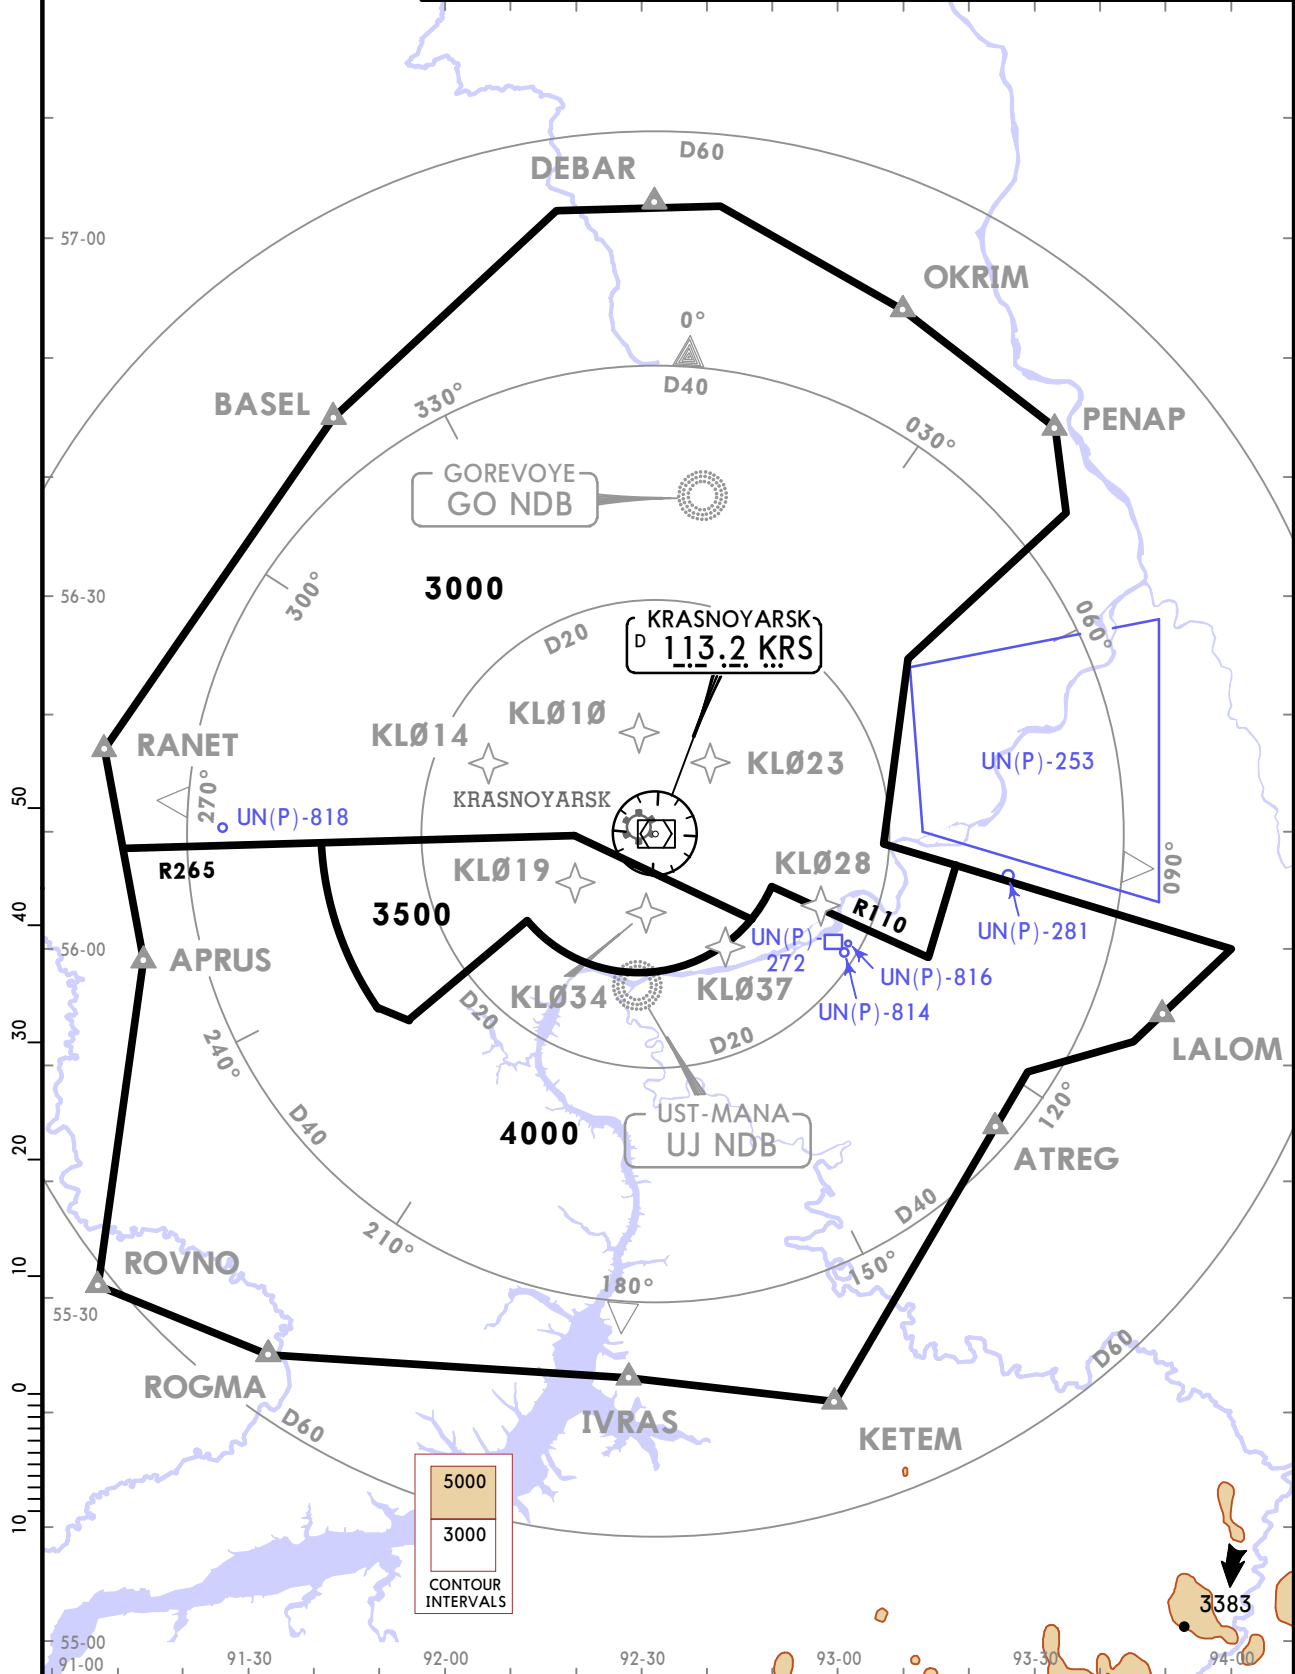 D60
DEBAR
57-00
OKRIM
0°
D40
BASEL
330°
PENAP
030°
GOREVOYE
GO NDB
3000
56-30
300°
060°
KRASNOYARSK
D 113.2 KRS
D20
KLØ1Ø
KLØ14
RANET
KLØ23
UN(P)-253
270°
KRASNOYARSK
50
UN(P)-818
R265
KLØ19
KLØ28
090°
3500
R110
40
UN(P)-
272
UN(P)-281
56-00
APRUS
UN(P)-816
KLØ34
KLØ37
UN(P)-814
D20
D20
30
240°
LALOM
D40
120°
UST-MANA
UJ NDB
4000
20
ATREG
D40
210°
150°
10
ROVNO
180°
55-30
D60
0
ROGMA
D60
IVRAS
KETEM
5000
10
3000
CONTOUR
INTERVALS
3383
55-00
91-00
91-30
92-00
92-30
93-00
93-30
94-00